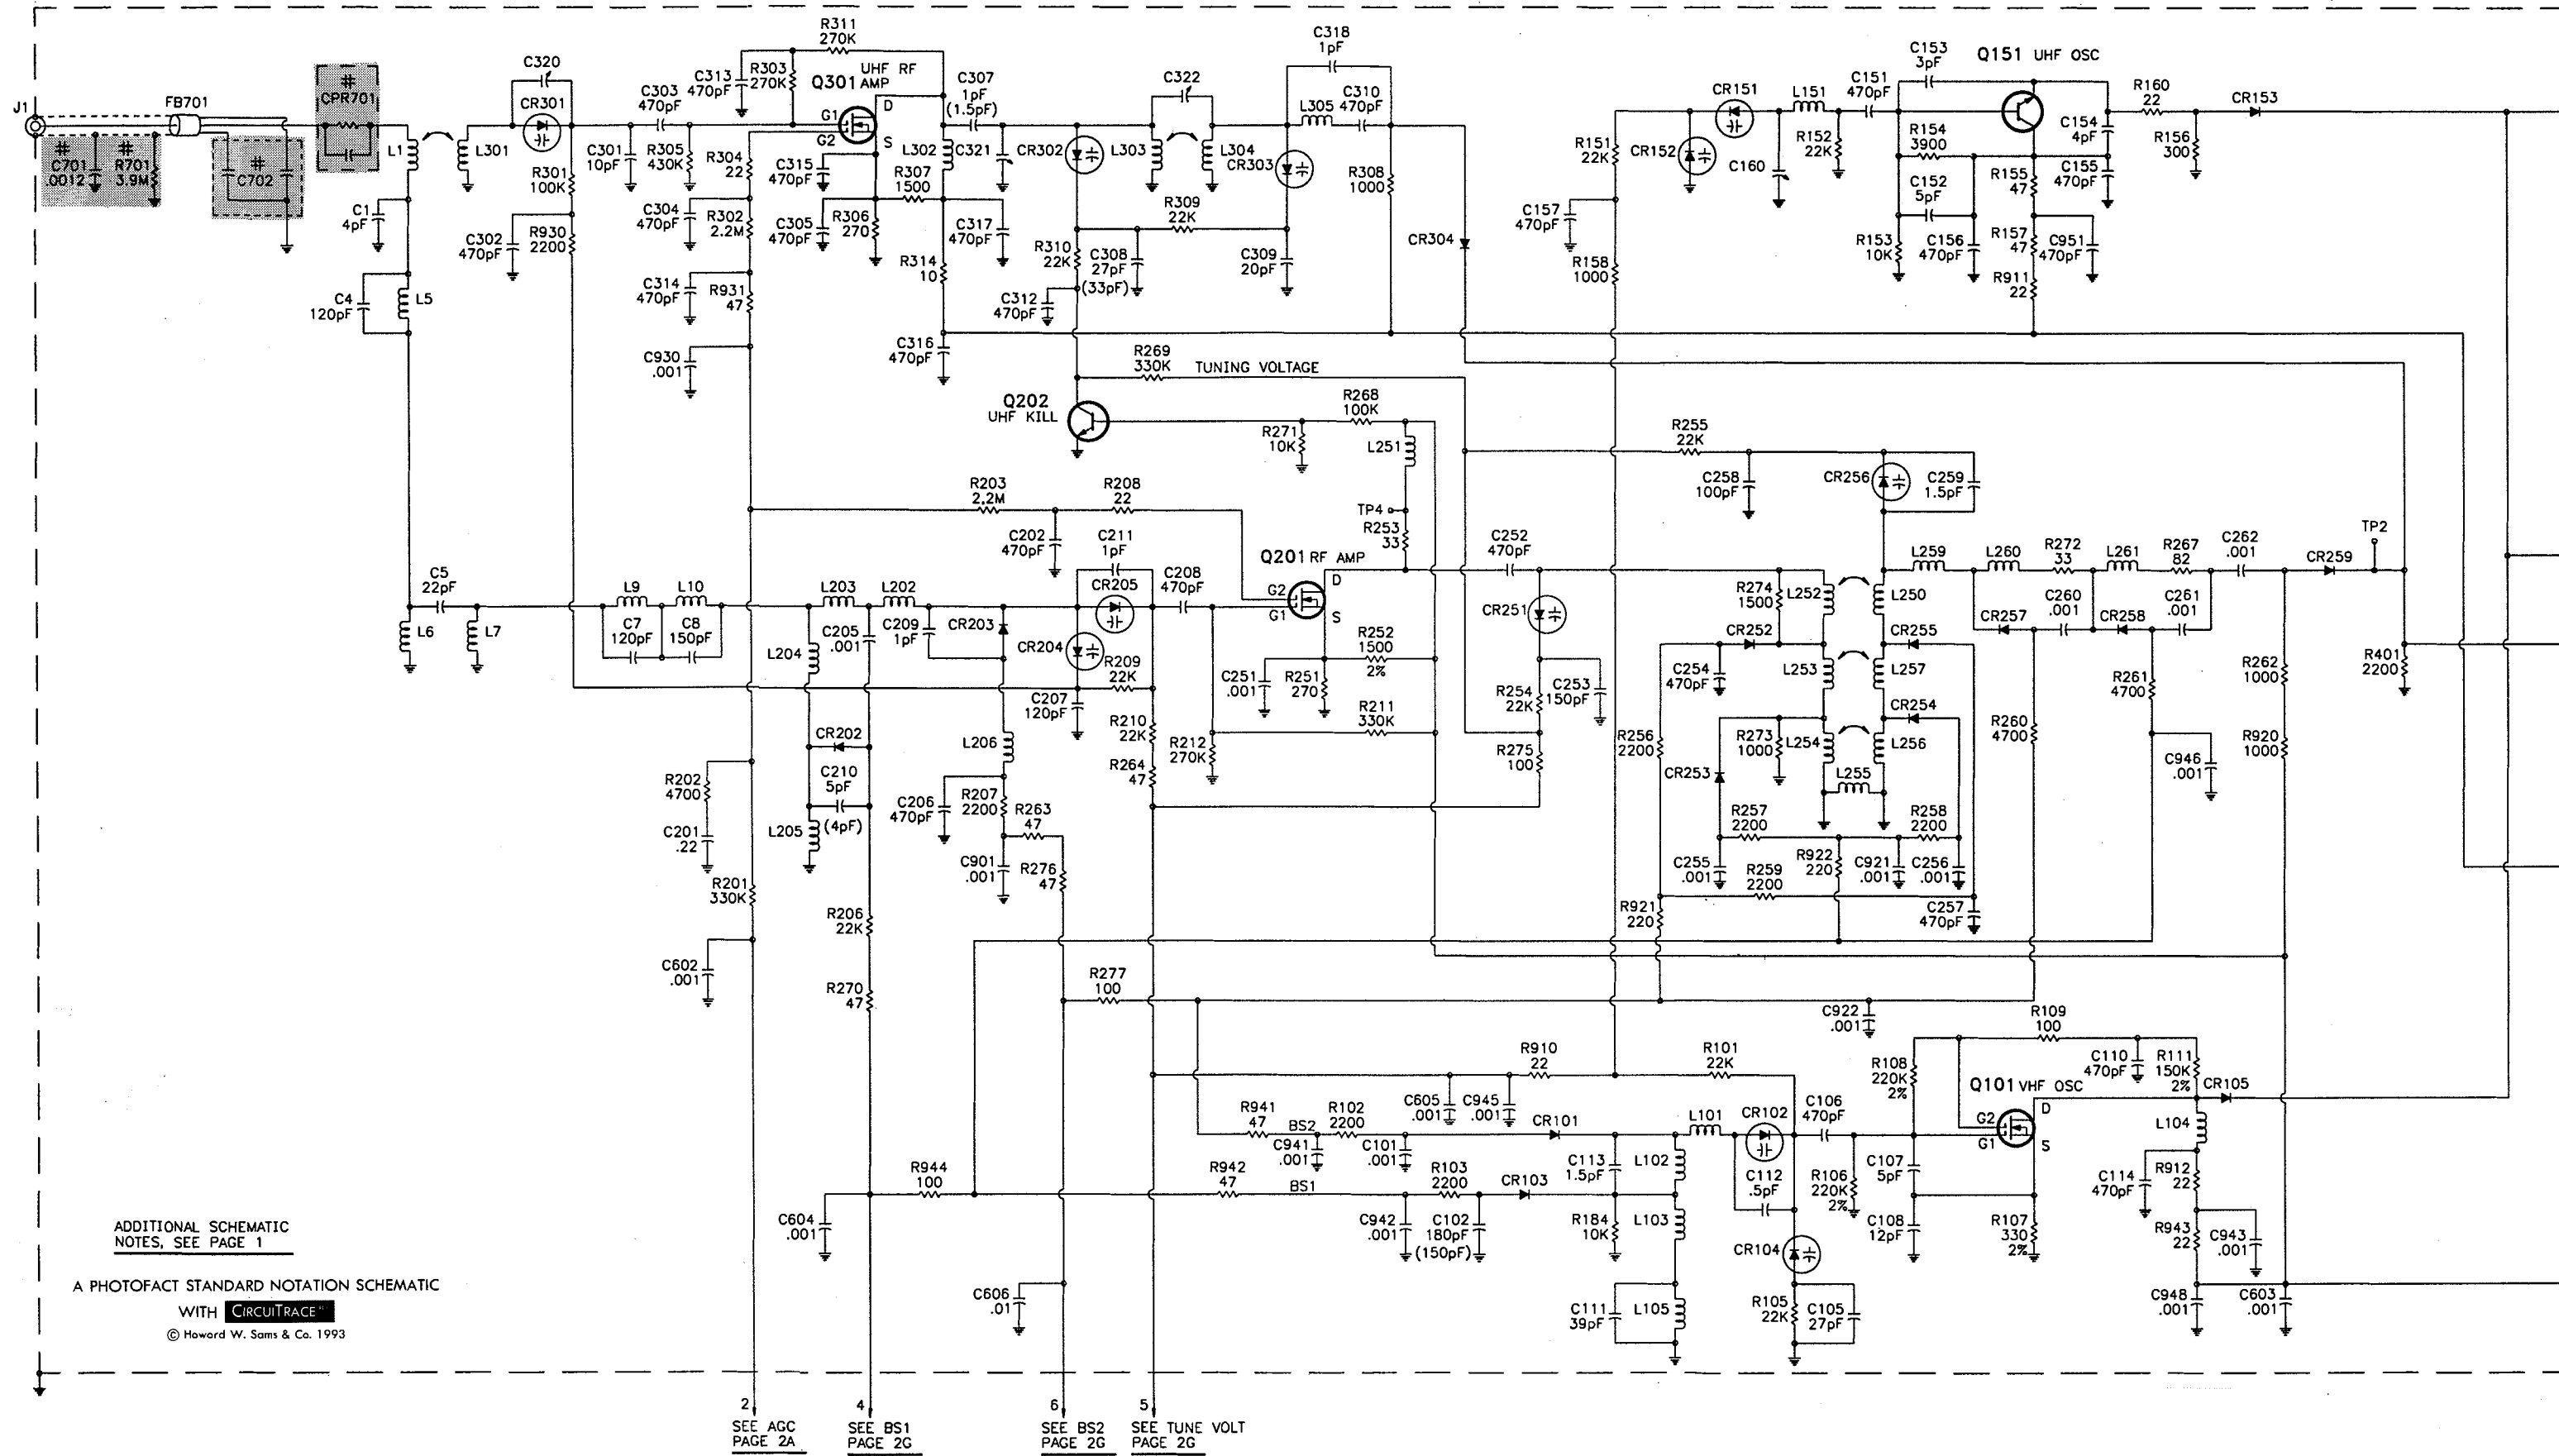 J1
FB701
#
CPR701
#
C701
.0012
#
R701
3.9M
#
C702
L1
C1
4pF
C4
120pF
L5
L301
C320
CR301
R301
100K
C302
470pF
R930
2200
C301
10pF
C303
470pF
R305
430K
C313
470pF
R303
270K
R311
270K
Q301
UHF RF
AMP
G1
G2
D
S
R304
22
C304
470pF
R302
2.2M
C314
470pF
R931
47
C930
.001
C315
470pF
C305
470pF
R306
270
R307
1500
L302
C307
1pF
(1.5pF)
C321
C317
470pF
R314
10
C316
470pF
CR302
R310
22K
C308
27pF
(33pF)
C312
470pF
R309
22K
C322
L303
L304
CR303
C309
20pF
C318
1pF
L305
C310
470pF
R308
1000
CR304
R269
330K
TUNING VOLTAGE
Q202
UHF KILL
R271
10K
R268
100K
L251
TP4
R253
33
R151
22K
CR152
CR151
C160
L151
R152
22K
C151
470pF
C157
470pF
R158
1000
C153
3pF
Q151 UHF OSC
R154
3900
C152
5pF
R153
10K
C156
470pF
R155
47
R157
47
R911
22
C154
4pF
C155
470pF
C951
470pF
R160
22
R156
300
CR153
R255
22K
C258
100pF
CR256
C259
1.5pF
R203
2.2M
R208
22
C202
470pF
C211
1pF
C5
22pF
L6
L7
L9
L10
C7
120pF
C8
150pF
L203
L202
L204
C205
.001
C209
1pF
CR203
CR204
CR205
C208
470pF
R209
22K
C207
120pF
R210
22K
R264
47
Q201 RF AMP
G2
G1
D
S
C251
.001
R251
270
R252
1500
2%
R211
330K
R212
270K
C252
470pF
CR251
R254
22K
C253
150pF
R275
100
R274
1500
L252
L250
CR252
C254
470pF
L253
L257
CR255
CR254
R256
2200
R273
1000
L254
L256
CR253
L255
R257
2200
R258
2200
C255
.001
R259
2200
R922
220
C921
.001
C256
.001
R921
220
C257
470pF
L259
L260
R272
33
L261
R267
82
C262
.001
CR259
TP2
CR257
C260
.001
CR258
C261
.001
R260
4700
R261
4700
R262
1000
R401
2200
C946
.001
R920
1000
CR202
C210
5pF
(4pF)
L205
L206
C206
470pF
R207
2200
R263
47
C901
.001
R276
47
R202
4700
C201
.22
R201
330K
C602
.001
R206
22K
R270
47
R277
100
C922
.001
R109
100
R910
22
R101
22K
C605
.001
C945
.001
R108
220K
2%
C110
470pF
R111
150K
2%
CR105
Q101 VHF OSC
G2
G1
D
S
L104
R941
47
BS2
R102
2200
C941
.001
C101
.001
CR101
L101
CR102
C106
470pF
C113
1.5pF
L102
C112
.5pF
R106
220K
2%
C107
5pF
C114
470pF
R912
22
R944
100
R942
47
BS1
R103
2200
CR103
C604
.001
C942
.001
C102
180pF
(150pF)
R184
10K
L103
CR104
C108
12pF
R107
330
2%
R943
22
C943
.001
C606
.01
C111
39pF
L105
R105
22K
C105
27pF
C948
.001
C603
.001
ADDITIONAL SCHEMATIC
NOTES, SEE PAGE 1
A PHOTOFACT STANDARD NOTATION SCHEMATIC
WITH CIRCUITRACE
© Howard W. Sams & Co. 1993
2
SEE AGC
PAGE 2A
4
SEE BS1
PAGE 2G
6
SEE BS2
PAGE 2G
5
SEE TUNE VOLT
PAGE 2G